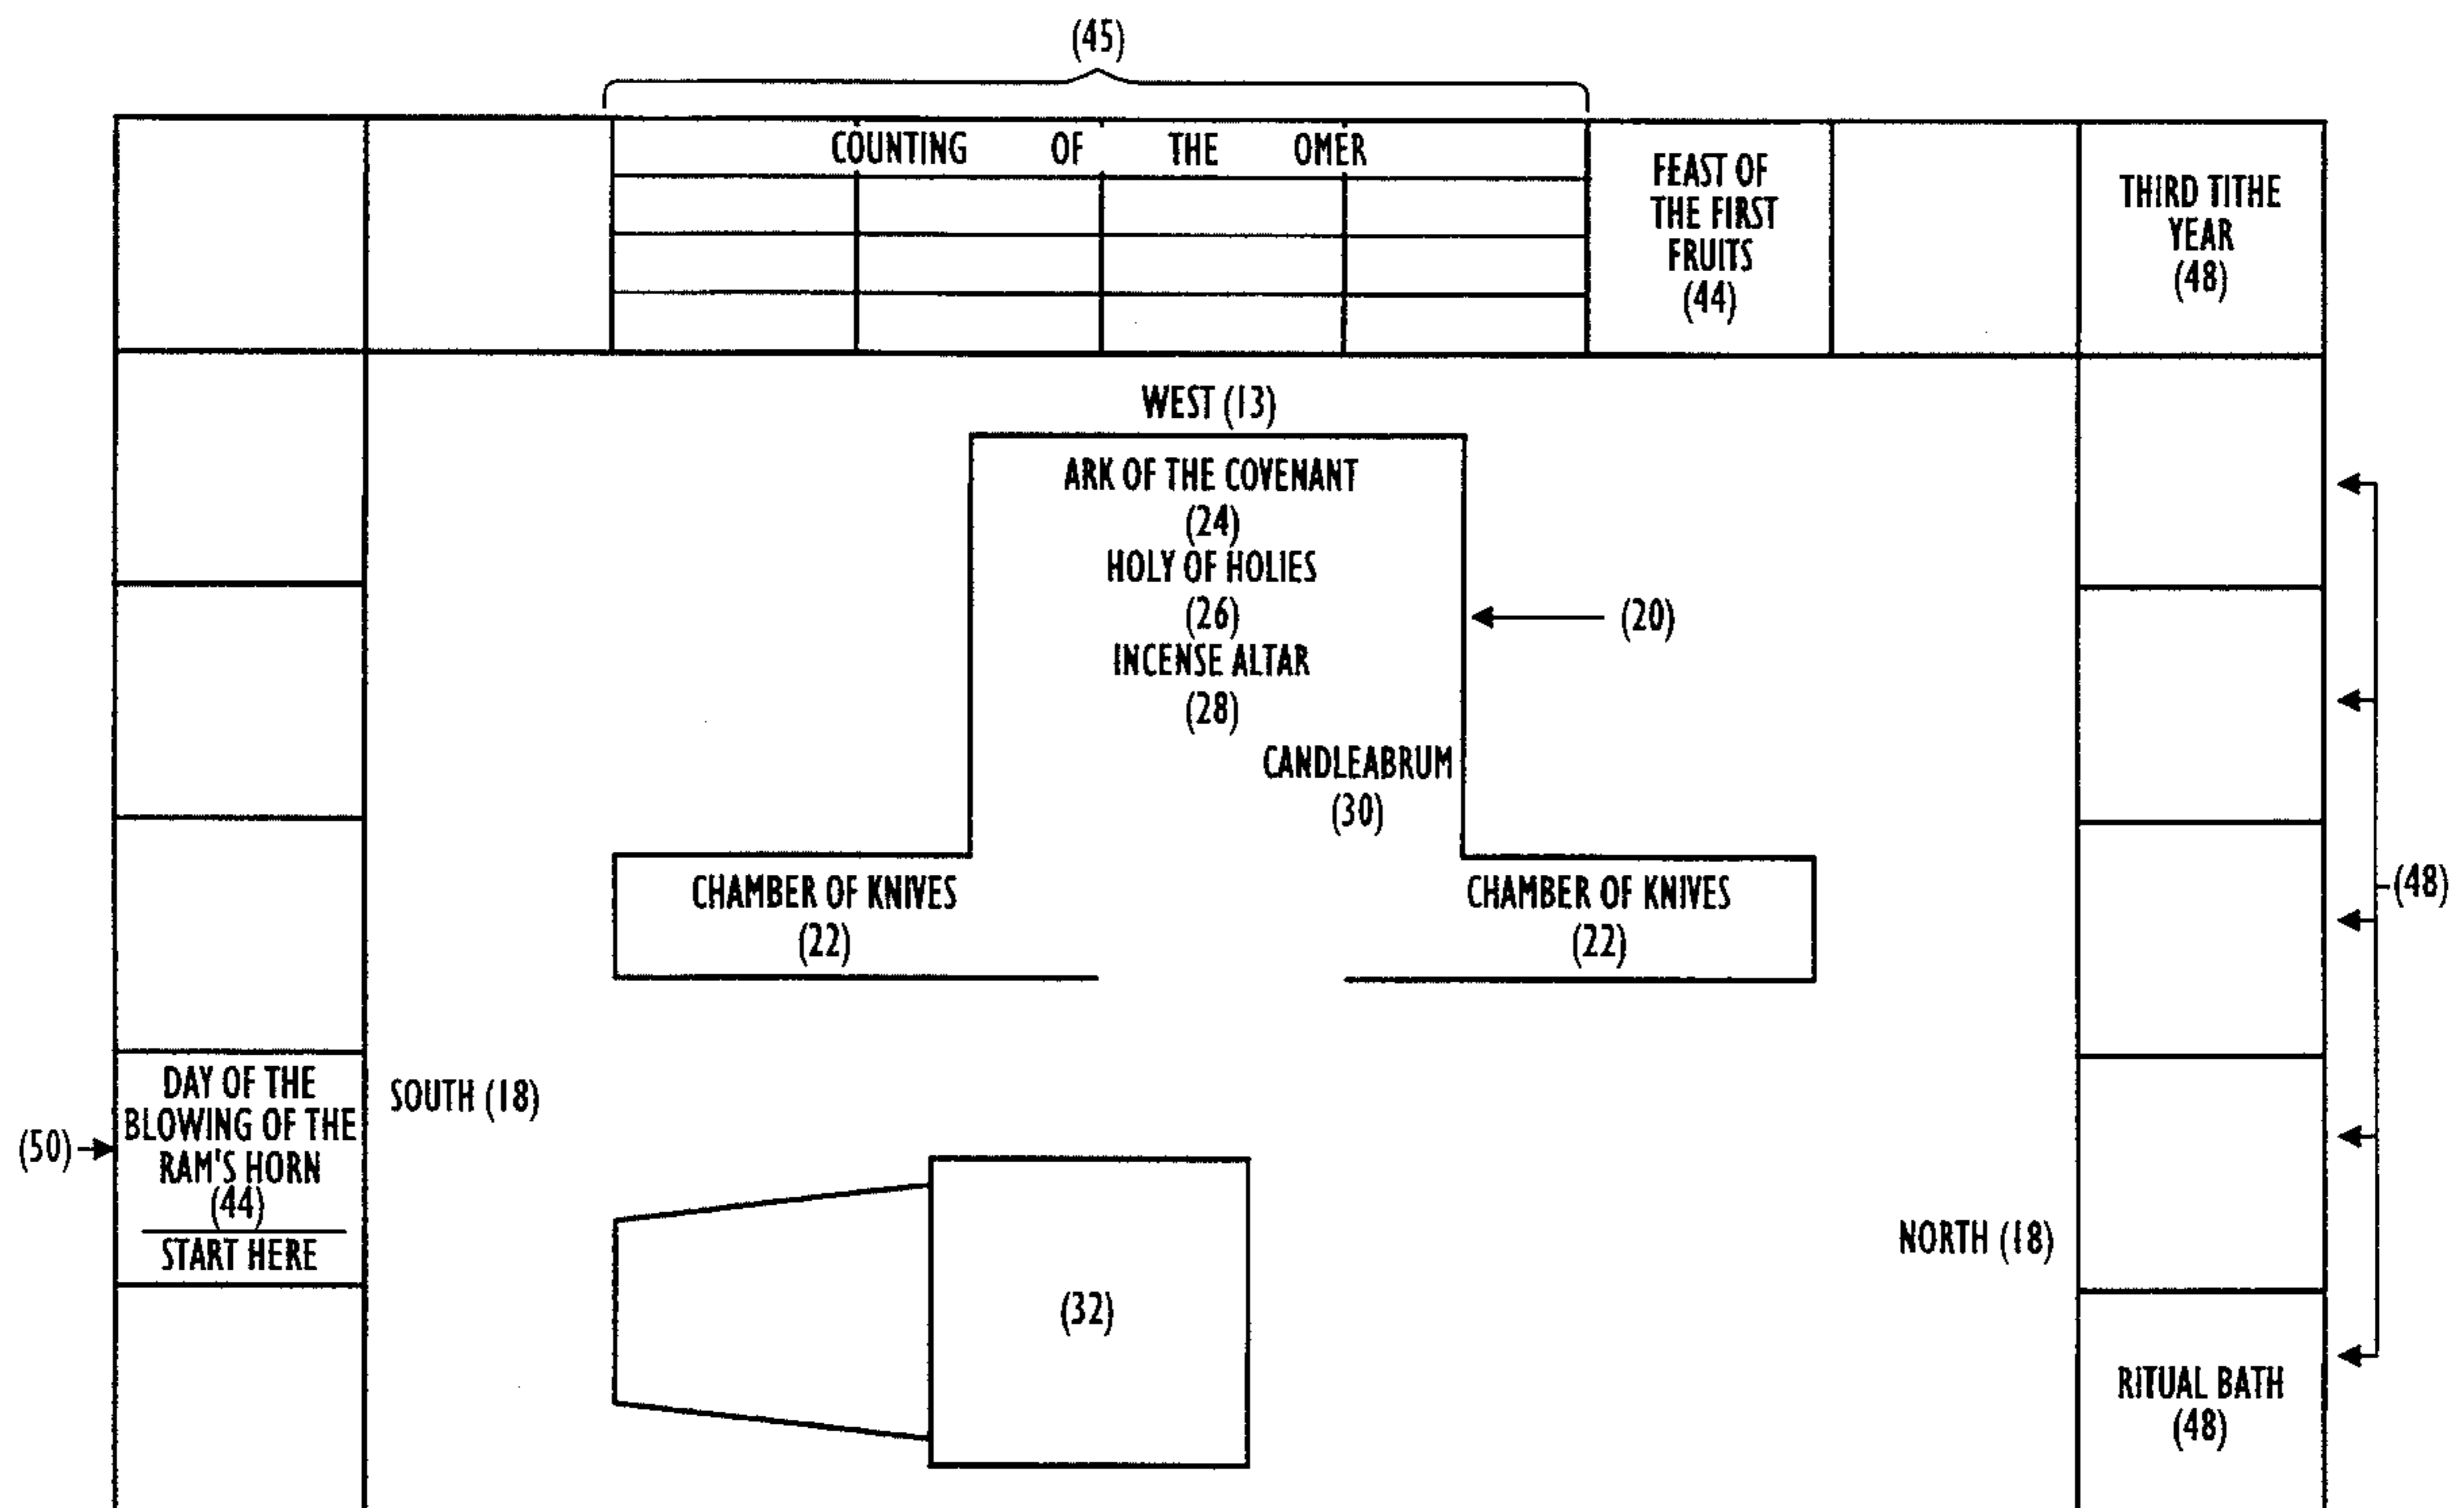 (45)
COUNTING OF THE OMER
FEAST OF
THE FIRST
FRUITS
(44)
THIRD TITHE
YEAR
(48)
WEST (13)
ARK OF THE COVENANT
(24)
HOLY OF HOLIES
(26)
INCENSE ALTAR
(28)
(20)
CANDLEABRUM
(30)
CHAMBER OF KNIVES
(22)
CHAMBER OF KNIVES
(22)
(48)
(50)
DAY OF THE
BLOWING OF THE
RAM'S HORN
(44)
START HERE
SOUTH (18)
NORTH (18)
(32)
RITUAL BATH
(48)